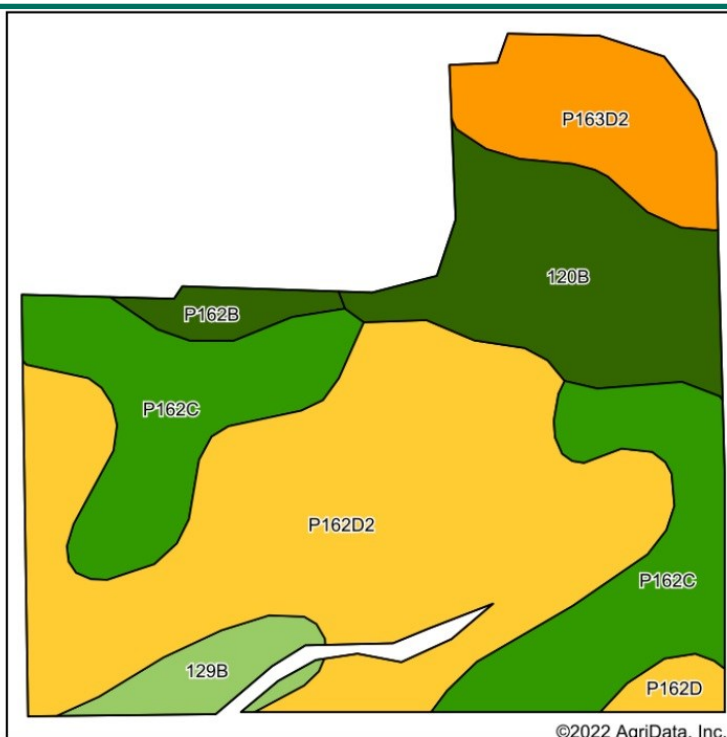 P163D2
120B
P162B
P162C
P162D2
P162C
129B
P162D
©2022 AgriData, Inc.